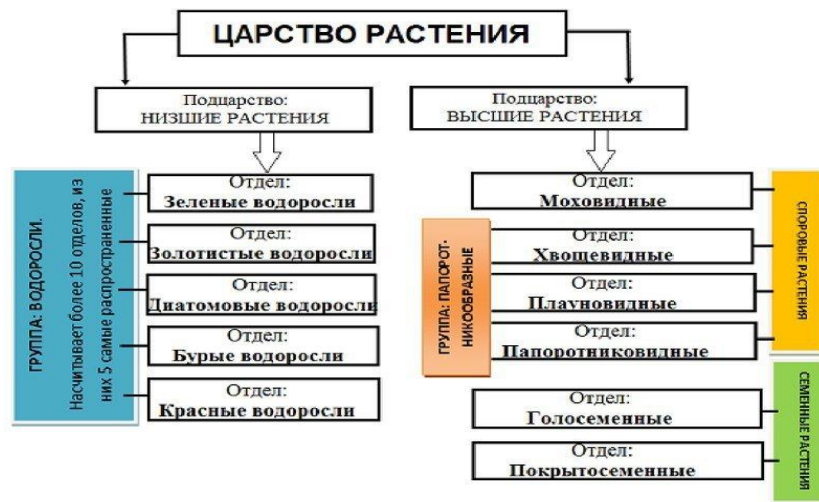 ЦАРСТВО РАСТЕНИЯ
Подцарство:
НИЗШИЕ РАСТЕНИЯ
Подцарство:
ВЫСШИЕ РАСТЕНИЯ
ГРУППА: ВОДОРОСЛИ.
Насчитывает более 10 отделов, из
них 5 самые распространенные
Отдел:
Зеленые водоросли
Отдел:
Золотистые водоросли
Отдел:
Диатомовые водоросли
Отдел:
Бурые водоросли
Отдел:
Красные водоросли
ГРУППА: ПАПОРОТ-
НИКООБРАЗНЫЕ
Отдел:
Моховидные
Отдел:
Хвощевидные
Отдел:
Плауновидные
Отдел:
Папоротниковидные
Отдел:
Голосеменные
Отдел:
Покрытосеменные
СПОРОВЫЕ РАСТЕНИЯ
СЕМЕННЫЕ РАСТЕНИЯ